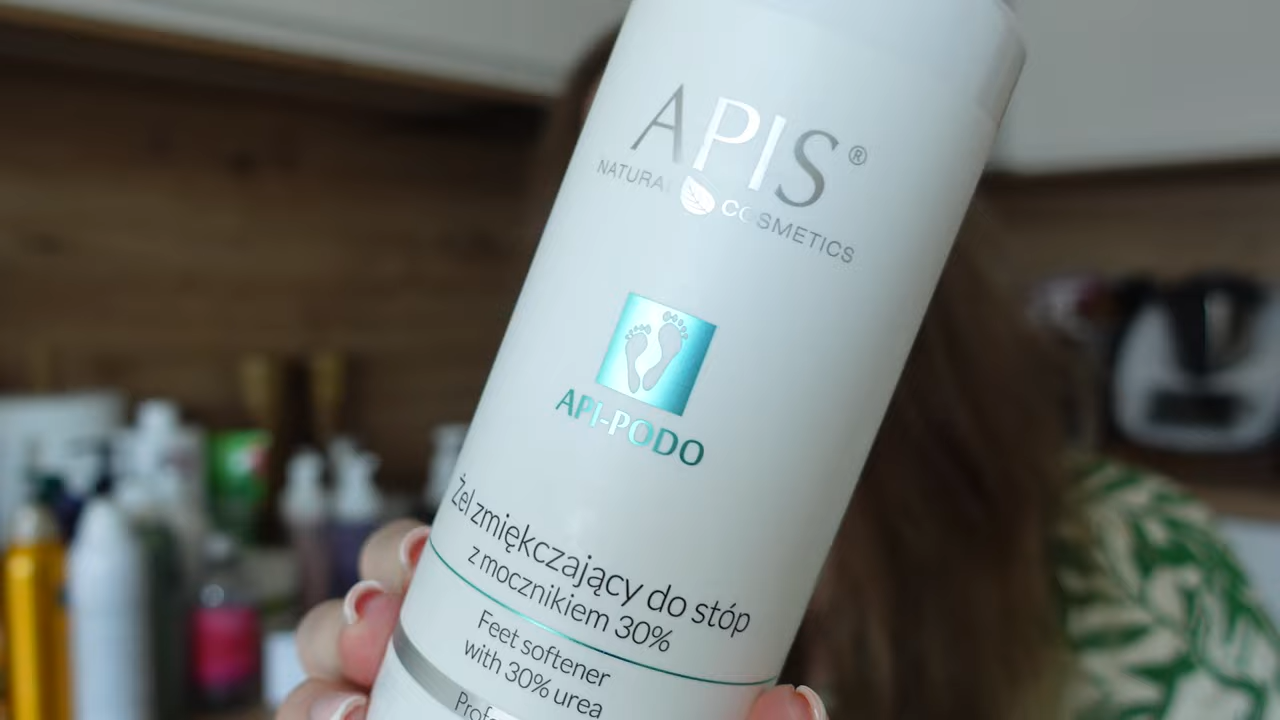 APIS®
NATURAL COSMETICS
API-PODO
Żel zmiękczający do stóp
z mocznikiem 30%
Feet softener
with 30% urea